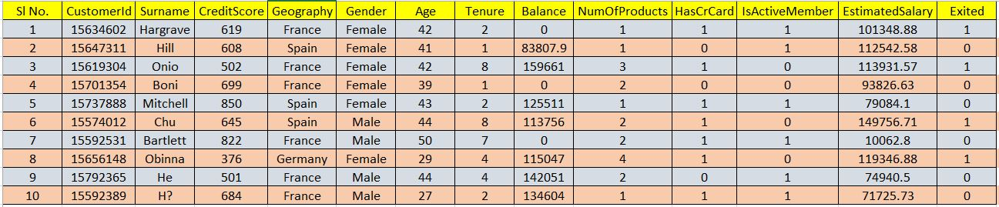 Sl No. CustomerId Surname CreditScore Geography Gender Age Tenure Balance NumOfProducts HasCrCard IsActiveMember EstimatedSalary Exited
1 15634602 Hargrave 619 France Female 42 2 0 1 1 1 101348.88 1
2 15647311 Hill 608 Spain Female 41 1 83807.9 1 0 1 112542.58 0
3 15619304 Onio 502 France Female 42 8 159661 3 1 0 113931.57 1
4 15701354 Boni 699 France Female 39 1 0 2 0 0 93826.63 0
5 15737888 Mitchell 850 Spain Female 43 2 125511 1 1 1 79084.1 0
6 15574012 Chu 645 Spain Male 44 8 113756 2 1 0 149756.71 1
7 15592531 Bartlett 822 France Male 50 7 0 2 1 1 10062.8 0
8 15656148 Obinna 376 Germany Female 29 4 115047 4 1 0 119346.88 1
9 15792365 He 501 France Male 44 4 142051 2 0 1 74940.5 0
10 15592389 H? 684 France Male 27 2 134604 1 1 1 71725.73 0